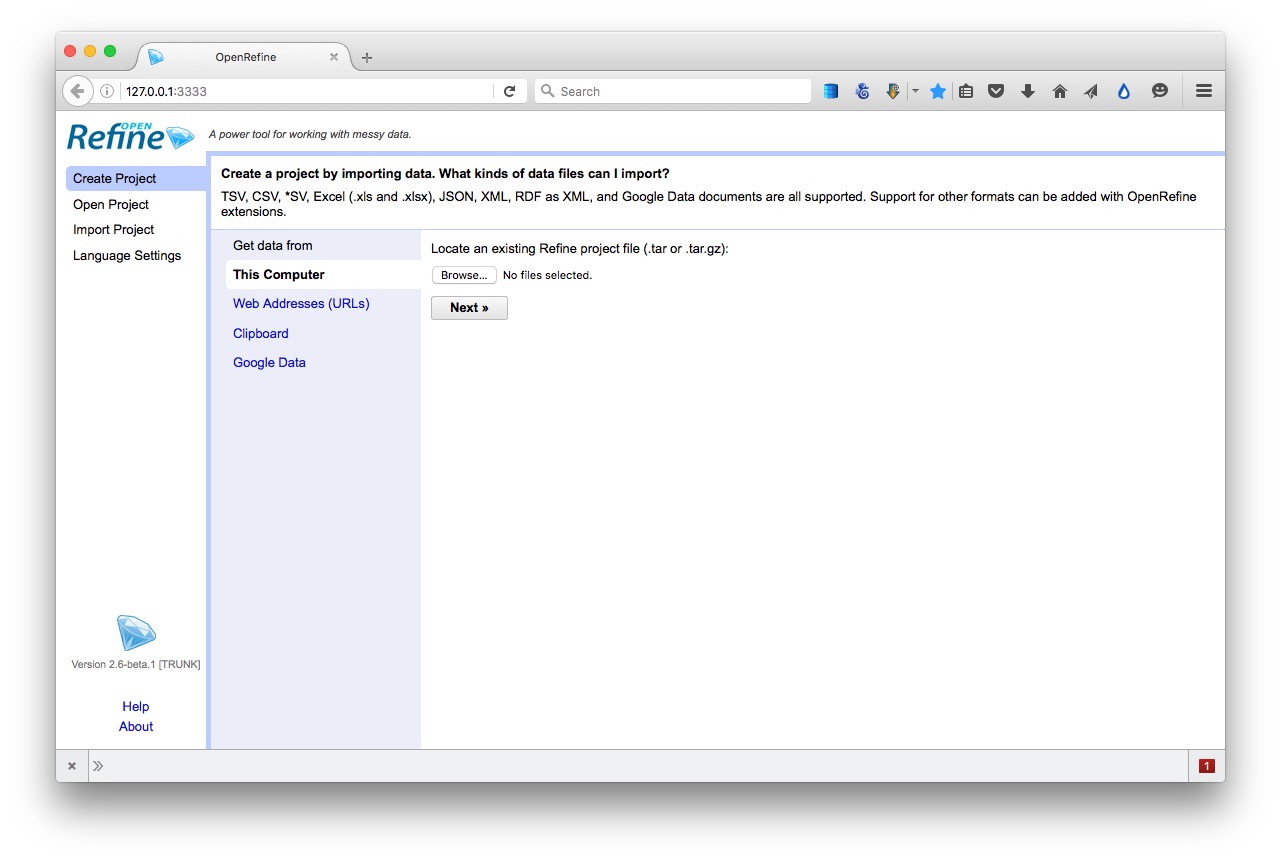 OpenRefine
127.0.0.1:3333
Search
OPEN
Refine
A power tool for working with messy data.
Create Project
Open Project
Import Project
Language Settings
Create a project by importing data. What kinds of data files can I import?
TSV, CSV, *SV, Excel (.xls and .xlsx), JSON, XML, RDF as XML, and Google Data documents are all supported. Support for other formats can be added with OpenRefine
extensions.
Get data from
This Computer
Web Addresses (URLs)
Clipboard
Google Data
Locate an existing Refine project file (.tar or .tar.gz):
Browse... No files selected.
Next »
Version 2.6-beta.1 [TRUNK]
Help
About
1